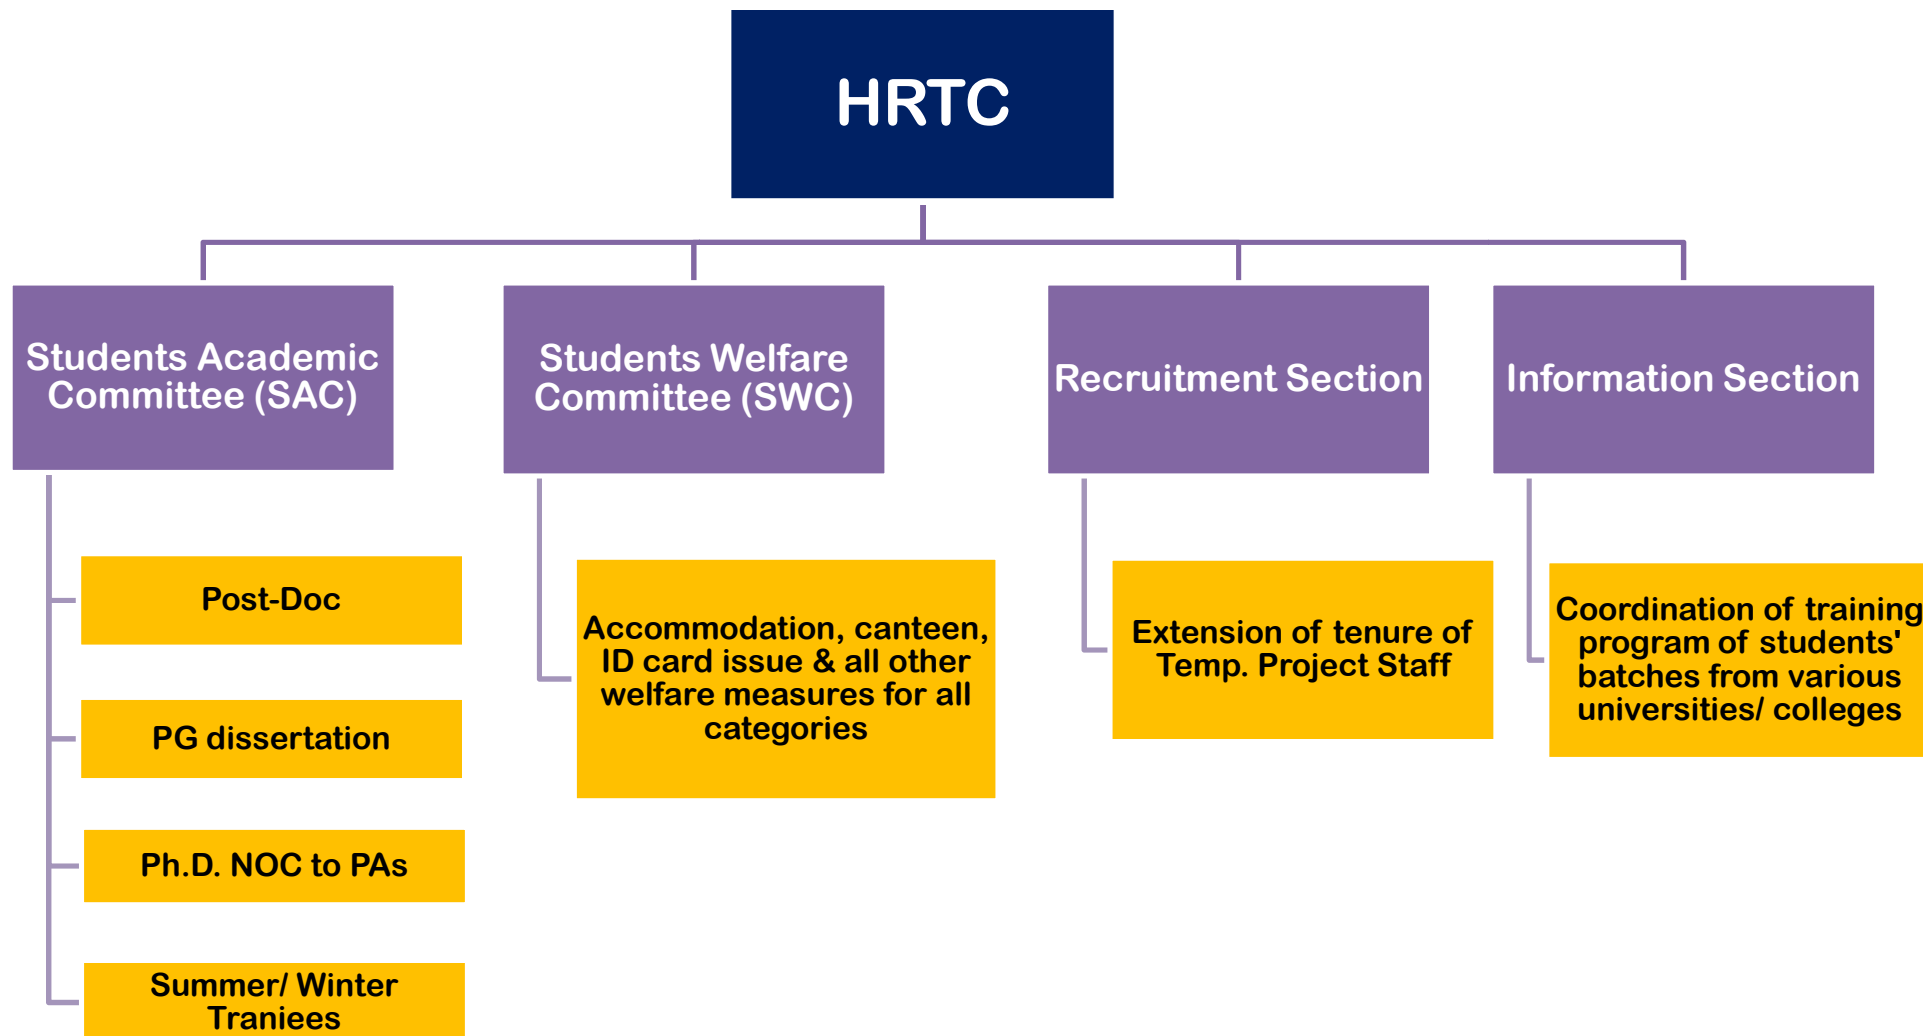 HRTC
Students Academic
Committee (SAC)
Students Welfare
Committee (SWC)
Recruitment Section
Information Section
Post-Doc
PG dissertation
Ph.D. NOC to PAs
Summer/ Winter
Traniees
Accommodation, canteen,
ID card issue & all other
welfare measures for all
categories
Extension of tenure of
Temp. Project Staff
Coordination of training
program of students'
batches from various
universities/ colleges